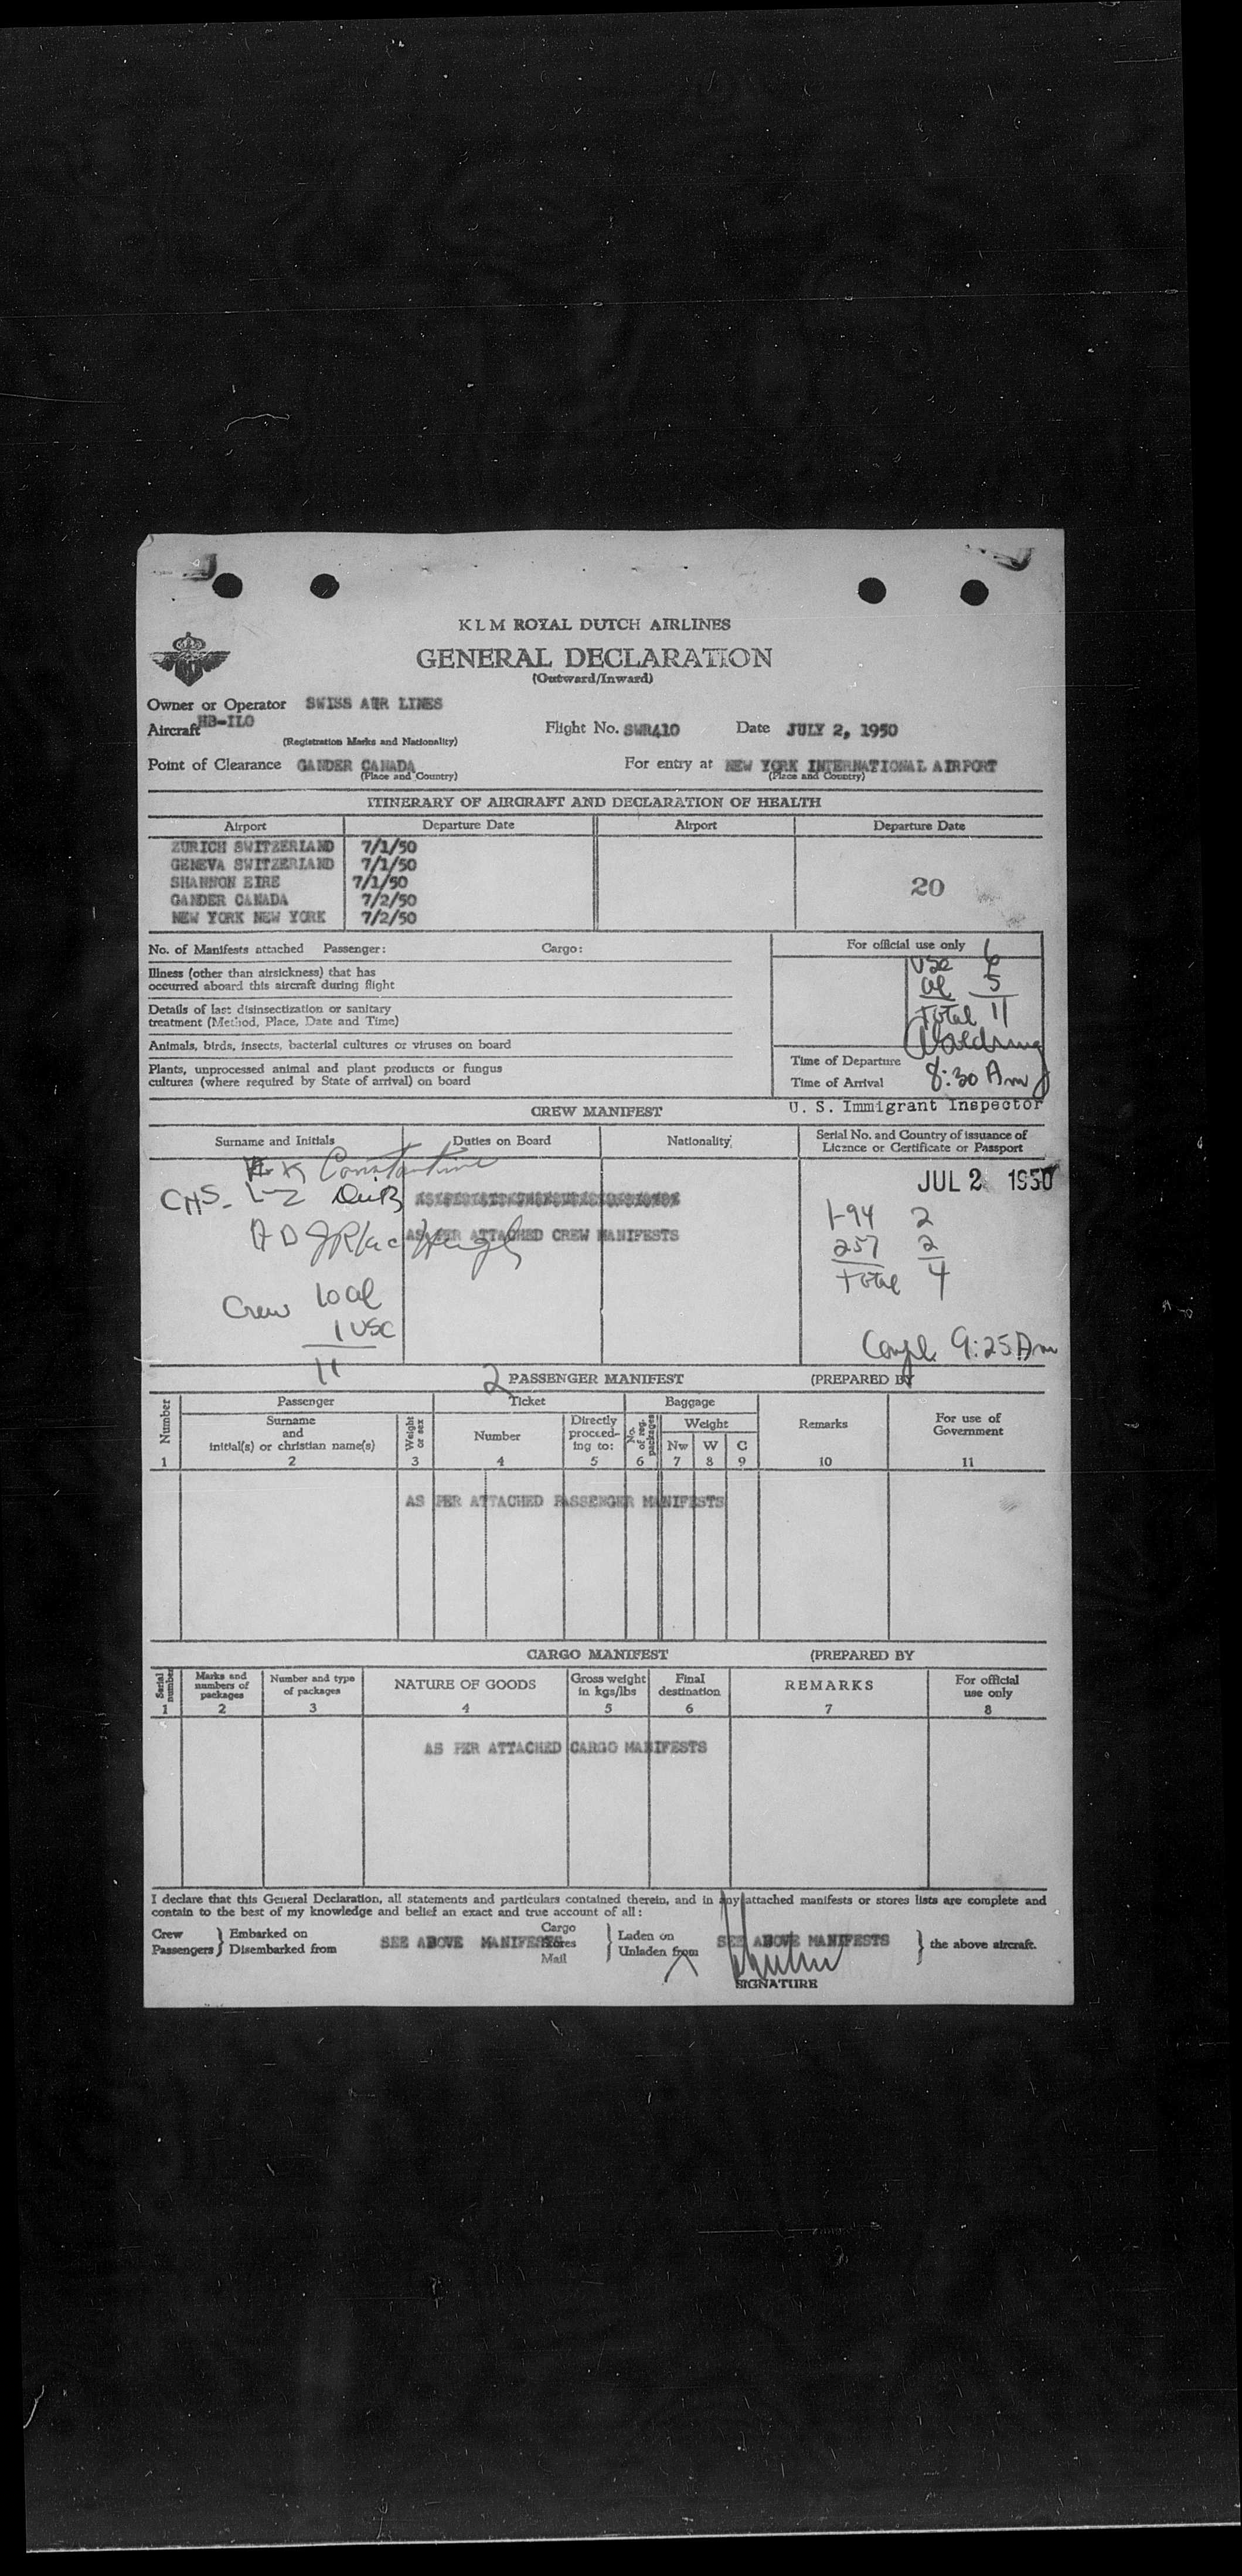 KLM ROYAL DUTCH AIRLINES
GENERAL DECLARATION
(Outward/Inward)
Owner or Operator SWISS AIR LINES
Aircraft HB-ILO Flight No. SWR410 Date JULY 2, 1950
(Registration Marks and Nationality)
Point of Clearance GANDER CANADA For entry at NEW YORK INTERNATIONAL AIRPORT
(Place and Country) (Place and Country)
ITINERARY OF AIRCRAFT AND DECLARATION OF HEALTH
Airport Departure Date Airport Departure Date
ZURICH SWITZERLAND 7/1/50
GENEVA SWITZERLAND 7/1/50
SHANNON EIRE 7/1/50
20
GANDER CANADA 7/2/50
NEW YORK NEW YORK 7/2/50
No. of Manifests attached Passenger: Cargo: For official use only
USC 6
Illness (other than airsickness) that has
occurred aboard this aircraft during flight
al 5
Details of last disinsectization or sanitary
treatment (Method, Place, Date and Time)
Total 11
Animals, birds, insects, bacterial cultures or viruses on board
Plants, unprocessed animal and plant products or fungus
cultures (where required by State of arrival) on board
Time of Departure
Time of Arrival 8:30 Am
U. S. Immigrant Inspector
CREW MANIFEST
Surname and Initials Duties on Board Nationality Serial No. and Country of issuance of
Licence or Certificate or Passport
K Constantine
JUL 2 1950
CHS-
I-94 2
AS PER ATTACHED CREW MANIFESTS
257 2
Total 4
Crew 10 al
1 USC
11
Compl. 9:25 Am
2 PASSENGER MANIFEST (PREPARED BY
Number Passenger Ticket Baggage Remarks For use of
Government
Surname
and
initial(s) or christian name(s) Weight or sex Number Directly
proceed-
ing to: No. of reg. packages Weight
Nw W C
1 2 3 4 5 6 7 8 9 10 11
AS PER ATTACHED PASSENGER MANIFESTS
CARGO MANIFEST (PREPARED BY
Serial number Marks and
numbers of
packages Number and type
of packages NATURE OF GOODS Gross weight
in kgs/lbs Final
destination REMARKS For official
use only
1 2 3 4 5 6 7 8
AS PER ATTACHED CARGO MANIFESTS
I declare that this General Declaration, all statements and particulars contained therein, and in any attached manifests or stores lists are complete and
contain to the best of my knowledge and belief an exact and true account of all:
Crew Embarked on Cargo Laden on
Passengers Disembarked from SEE ABOVE MANIFESTS Stores Unladen from SEE ABOVE MANIFESTS the above aircraft.
Mail
SIGNATURE